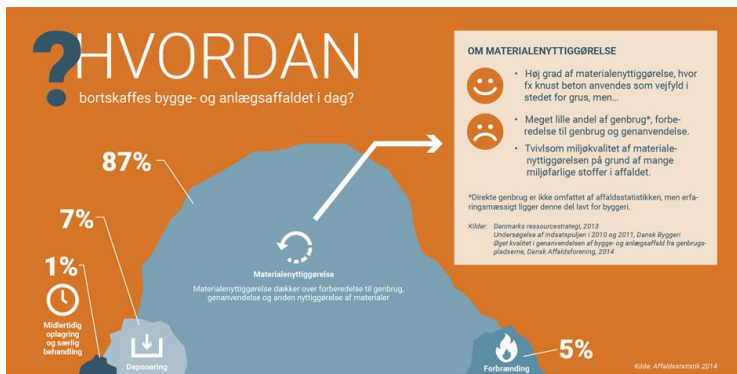 ?HVORDAN
bortskaffes bygge- og anlægsaffaldet i dag?
87%
7%
1%
Midlertidig
oplagring
og særlig
behandling
Deponering
Materialenyttiggørelse
Materialenyttiggørelse dækker over forberedelse til genbrug,
genanvendelse og anden nyttiggørelse af materialer
5%
Forbrænding
OM MATERIALENYTTIGGØRELSE
• Høj grad af materialenyttiggørelse, hvor
fx knust beton anvendes som vejfyld i
stedet for grus, men...
• Meget lille andel af genbrug*, forbe-
redelse til genbrug og genanvendelse.
• Tvivlsom miljøkvalitet af materiale-
nyttiggørelsen på grund af mange
miljøfarlige stoffer i affaldet.
*Direkte genbrug er ikke omfattet af affaldsstatistikken, men erfa-
ringsmæssigt ligger denne del lavt for byggeri.
Kilder: Danmarks ressourcestrategi, 2013
Undersøgelse af indsatspuljen i 2010 og 2011, Dansk Byggeri
Øget kvalitet i genanvendelsen af bygge- og anlægsaffald fra genbrugs-
pladserne, Dansk Affaldsforening, 2014
Kilde: Affaldsstatistik 2014